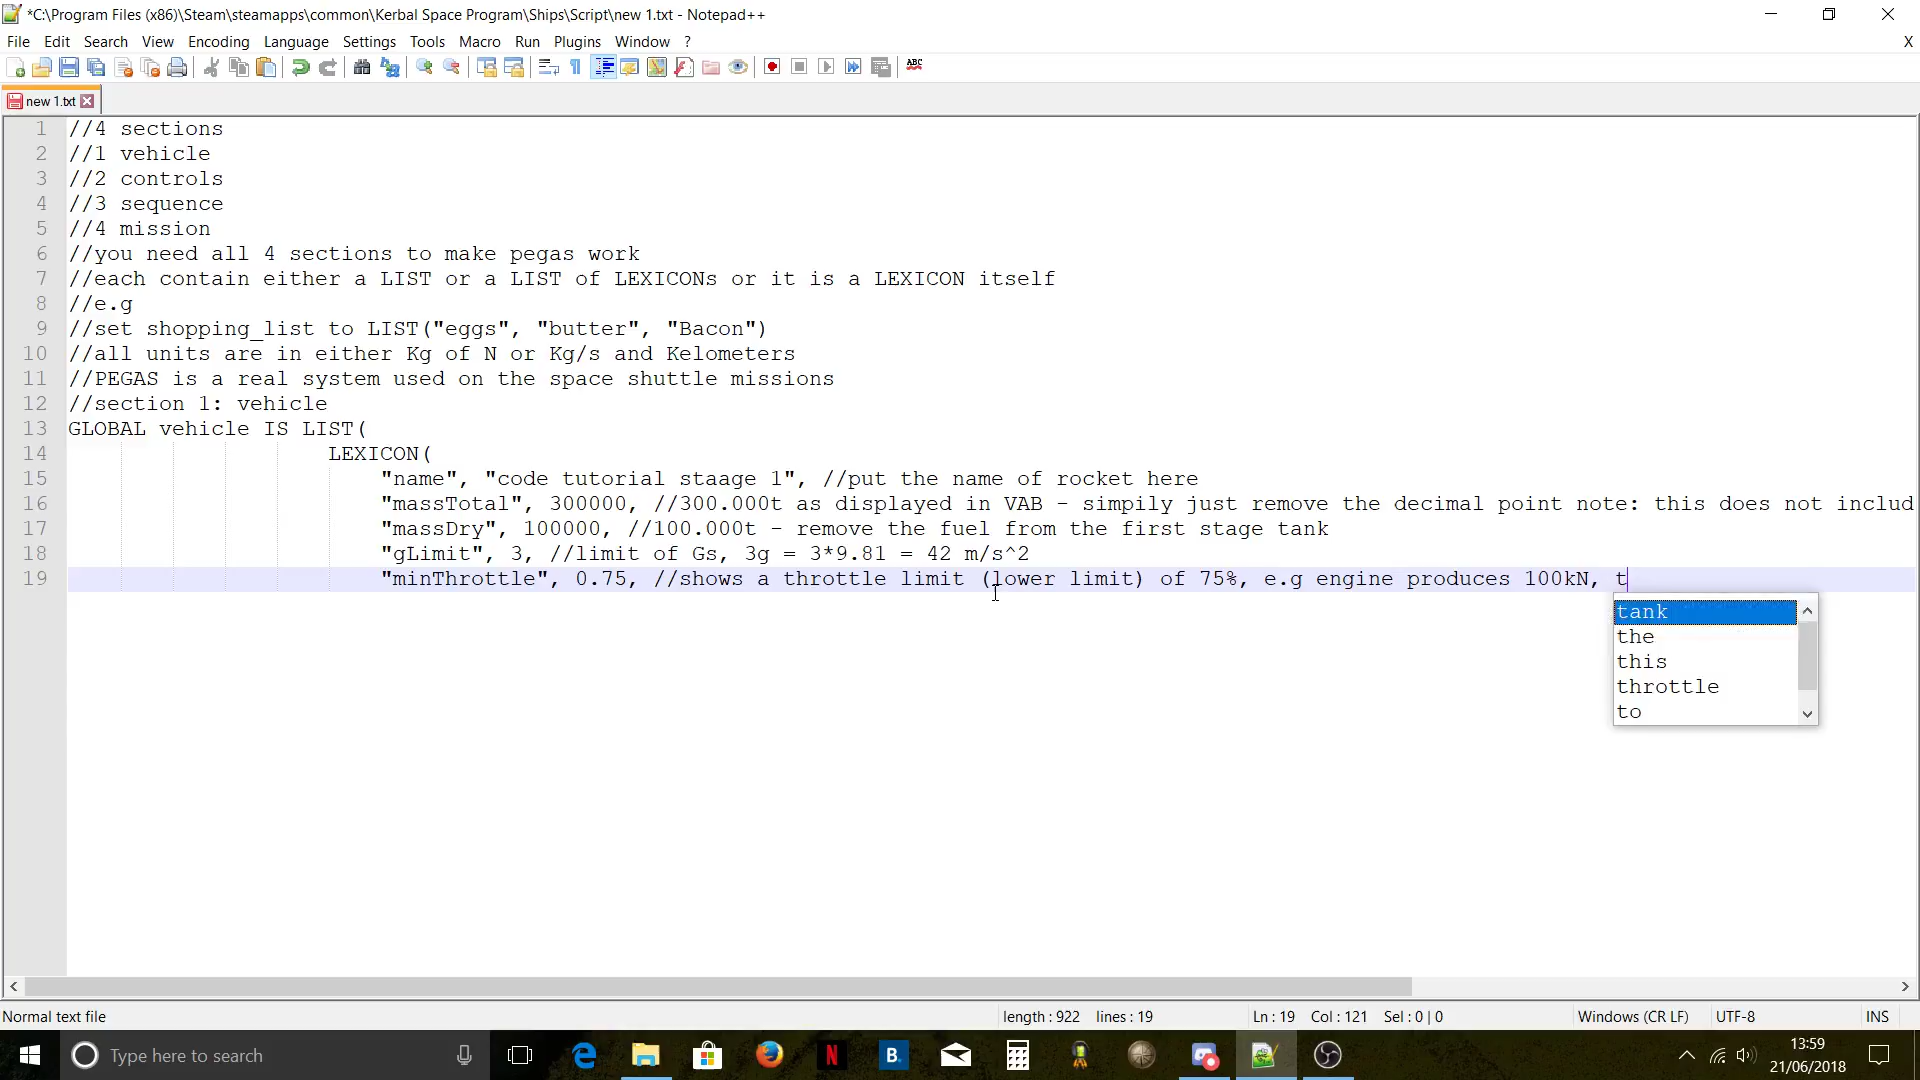 *C:\Program Files (x86)\Steam\steamapps\common\Kerbal Space Program\Ships\Script\new 1.txt - Notepad++
File Edit Search View Encoding Language Settings Tools Macro Run Plugins Window ? X
ABC
new 1.txt
1 //4 sections
2 //1 vehicle
3 //2 controls
4 //3 sequence
5 //4 mission
6 //you need all 4 sections to make pegas work
7 //each contain either a LIST or a LIST of LEXICONs or it is a LEXICON itself
8 //e.g
9 //set shopping_list to LIST("eggs", "butter", "Bacon")
10 //all units are in either Kg of N or Kg/s and Kelometers
11 //PEGAS is a real system used on the space shuttle missions
12 //section 1: vehicle
13 GLOBAL vehicle IS LIST(
14 LEXICON(
15 "name", "code tutorial staage 1", //put the name of rocket here
16 "massTotal", 300000, //300.000t as displayed in VAB - simpily just remove the decimal point note: this does not includ
17 "massDry", 100000, //100.000t - remove the fuel from the first stage tank
18 "gLimit", 3, //limit of Gs, 3g = 3*9.81 = 42 m/s^2
19 "minThrottle", 0.75, //shows a throttle limit (lower limit) of 75%, e.g engine produces 100kN, t
tank
the
this
throttle
to
Normal text file length : 922 lines : 19 Ln : 19 Col : 121 Sel : 0 | 0 Windows (CR LF) UTF-8 INS
Type here to search
N
B.
13:59
21/06/2018